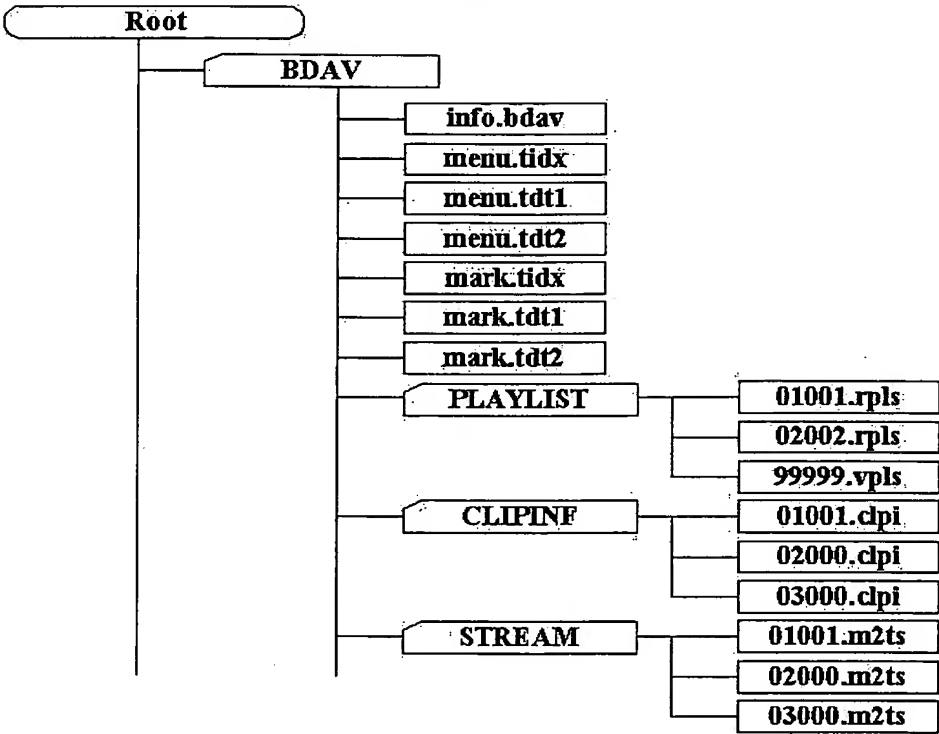 Root
BDAV
info.bdav
menu.tidx
menu.tdt1
menu.tdt2
mark.tidx
mark.tdt1
mark.tdt2
PLAYLIST
01001.rpls
02002.rpls
99999.vpls
CLIPINF
01001.clpi
02000.clpi
03000.clpi
STREAM
01001.m2ts
02000.m2ts
03000.m2ts